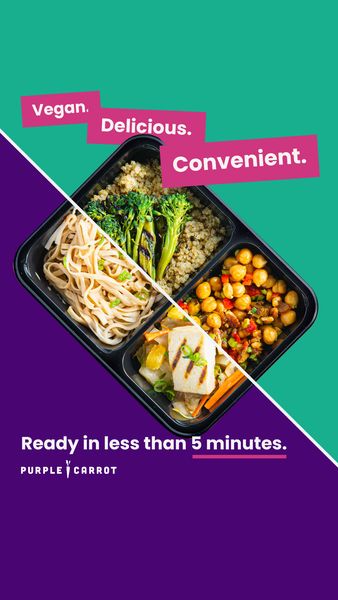 Vegan.
Delicious.
Convenient.
Ready in less than 5 minutes.
PURPLE CARROT